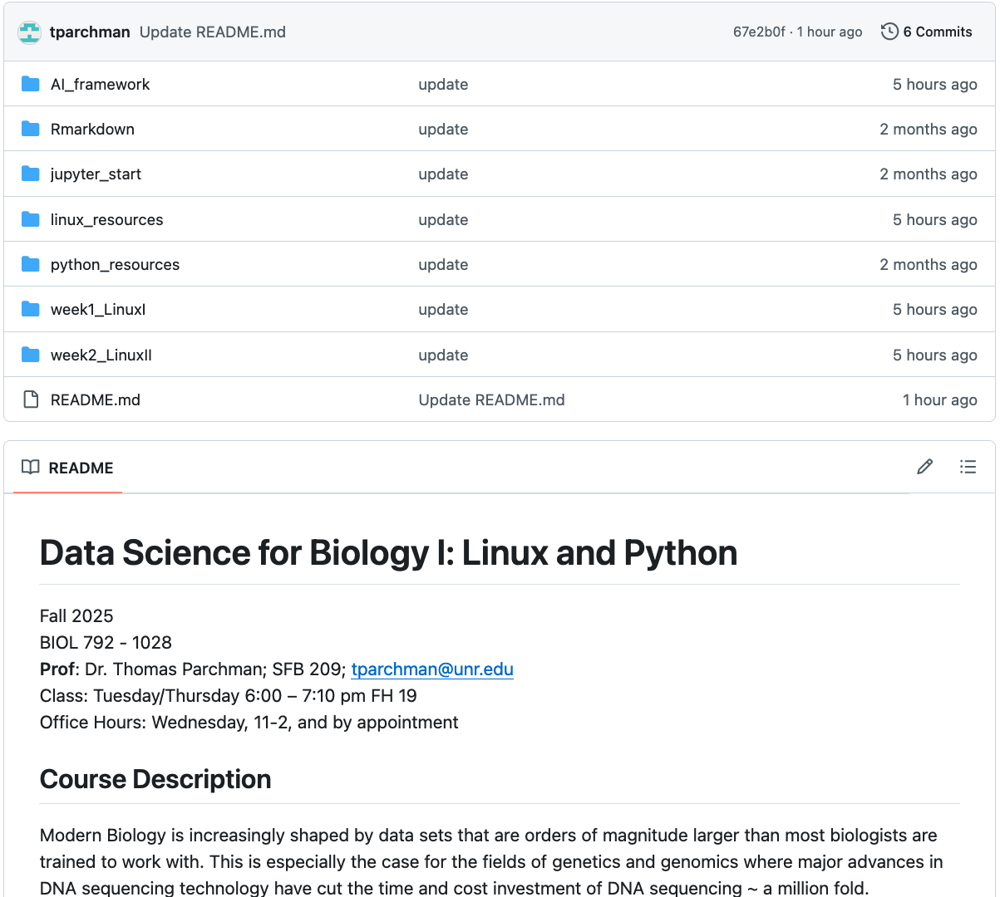 tparchman Update README.md 67e2b0f · 1 hour ago 6 Commits
AI_framework update 5 hours ago
Rmarkdown update 2 months ago
jupyter_start update 2 months ago
linux_resources update 5 hours ago
python_resources update 2 months ago
week1_LinuxI update 5 hours ago
week2_LinuxII update 5 hours ago
README.md Update README.md 1 hour ago
README
Data Science for Biology I: Linux and Python
Fall 2025
BIOL 792 - 1028
Prof: Dr. Thomas Parchman; SFB 209; tparchman@unr.edu
Class: Tuesday/Thursday 6:00 – 7:10 pm FH 19
Office Hours: Wednesday, 11-2, and by appointment
Course Description
Modern Biology is increasingly shaped by data sets that are orders of magnitude larger than most biologists are
trained to work with. This is especially the case for the fields of genetics and genomics where major advances in
DNA sequencing technology have cut the time and cost investment of DNA sequencing ~ a million fold.